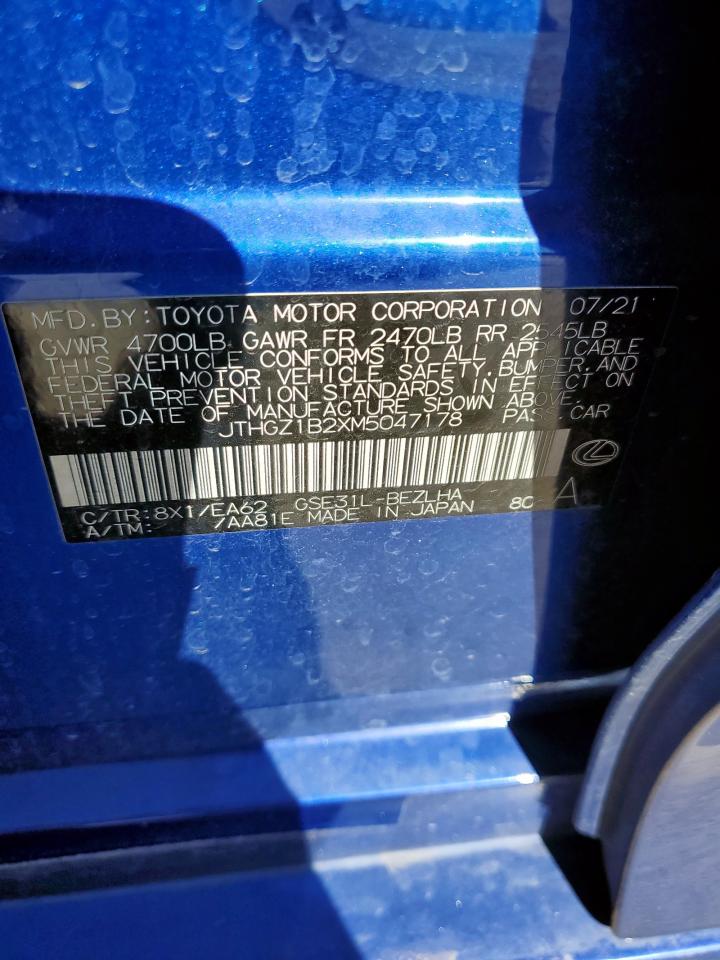 MFD. BY: TOYOTA MOTOR CORPORATION 07/21
GVWR 4700LB GAWR FR 2470LB RR 2645LB
THIS VEHICLE CONFORMS TO ALL APPLICABLE
FEDERAL MOTOR VEHICLE SAFETY, BUMPER, AND
THEFT PREVENTION STANDARDS IN EFFECT ON
THE DATE OF MANUFACTURE SHOWN ABOVE.
JTHGZ1B2XM5047178 PASS. CAR
C/TR: 8X1/EA62 GSE31L-BEZLHA
A/TM: /AA81E MADE IN JAPAN A